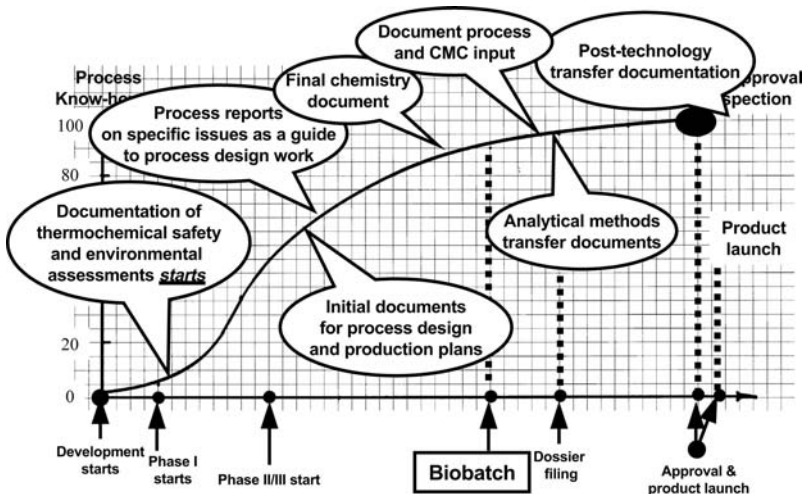 Document process
and CMC input
Post-technology
transfer documentation
Process
Know-ho
Final chemistry
document
pproval
spection
Process reports
on specific issues as a guide
to process design work
100
80
Documentation of
thermochemical safety
and environmental
assessments starts
Analytical methods
transfer documents
Product
launch
Initial documents
for process design
and production plans
20
0
Development
starts
Phase I
starts
Phase II/III start
Biobatch
Dossier
filing
Approval &
product launch